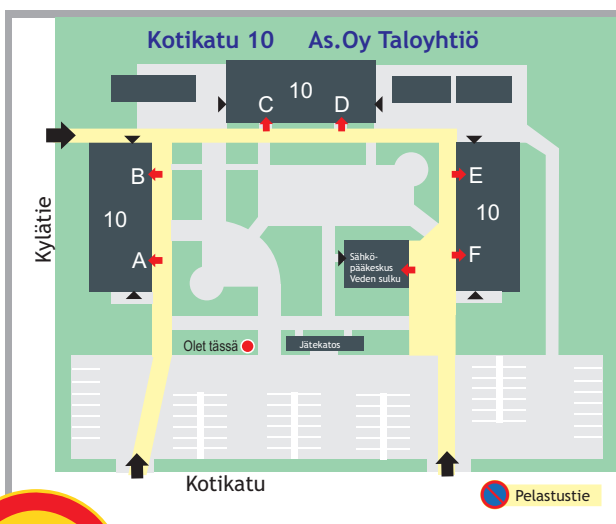 Kotikatu 10 As.Oy Taloyhtiö
10
C D
B
E
10
10
A
F
Kylätie
Sähkö-
pääkeskus
Veden sulku
Olet tässä
Jätekatos
Kotikatu
Pelastustie